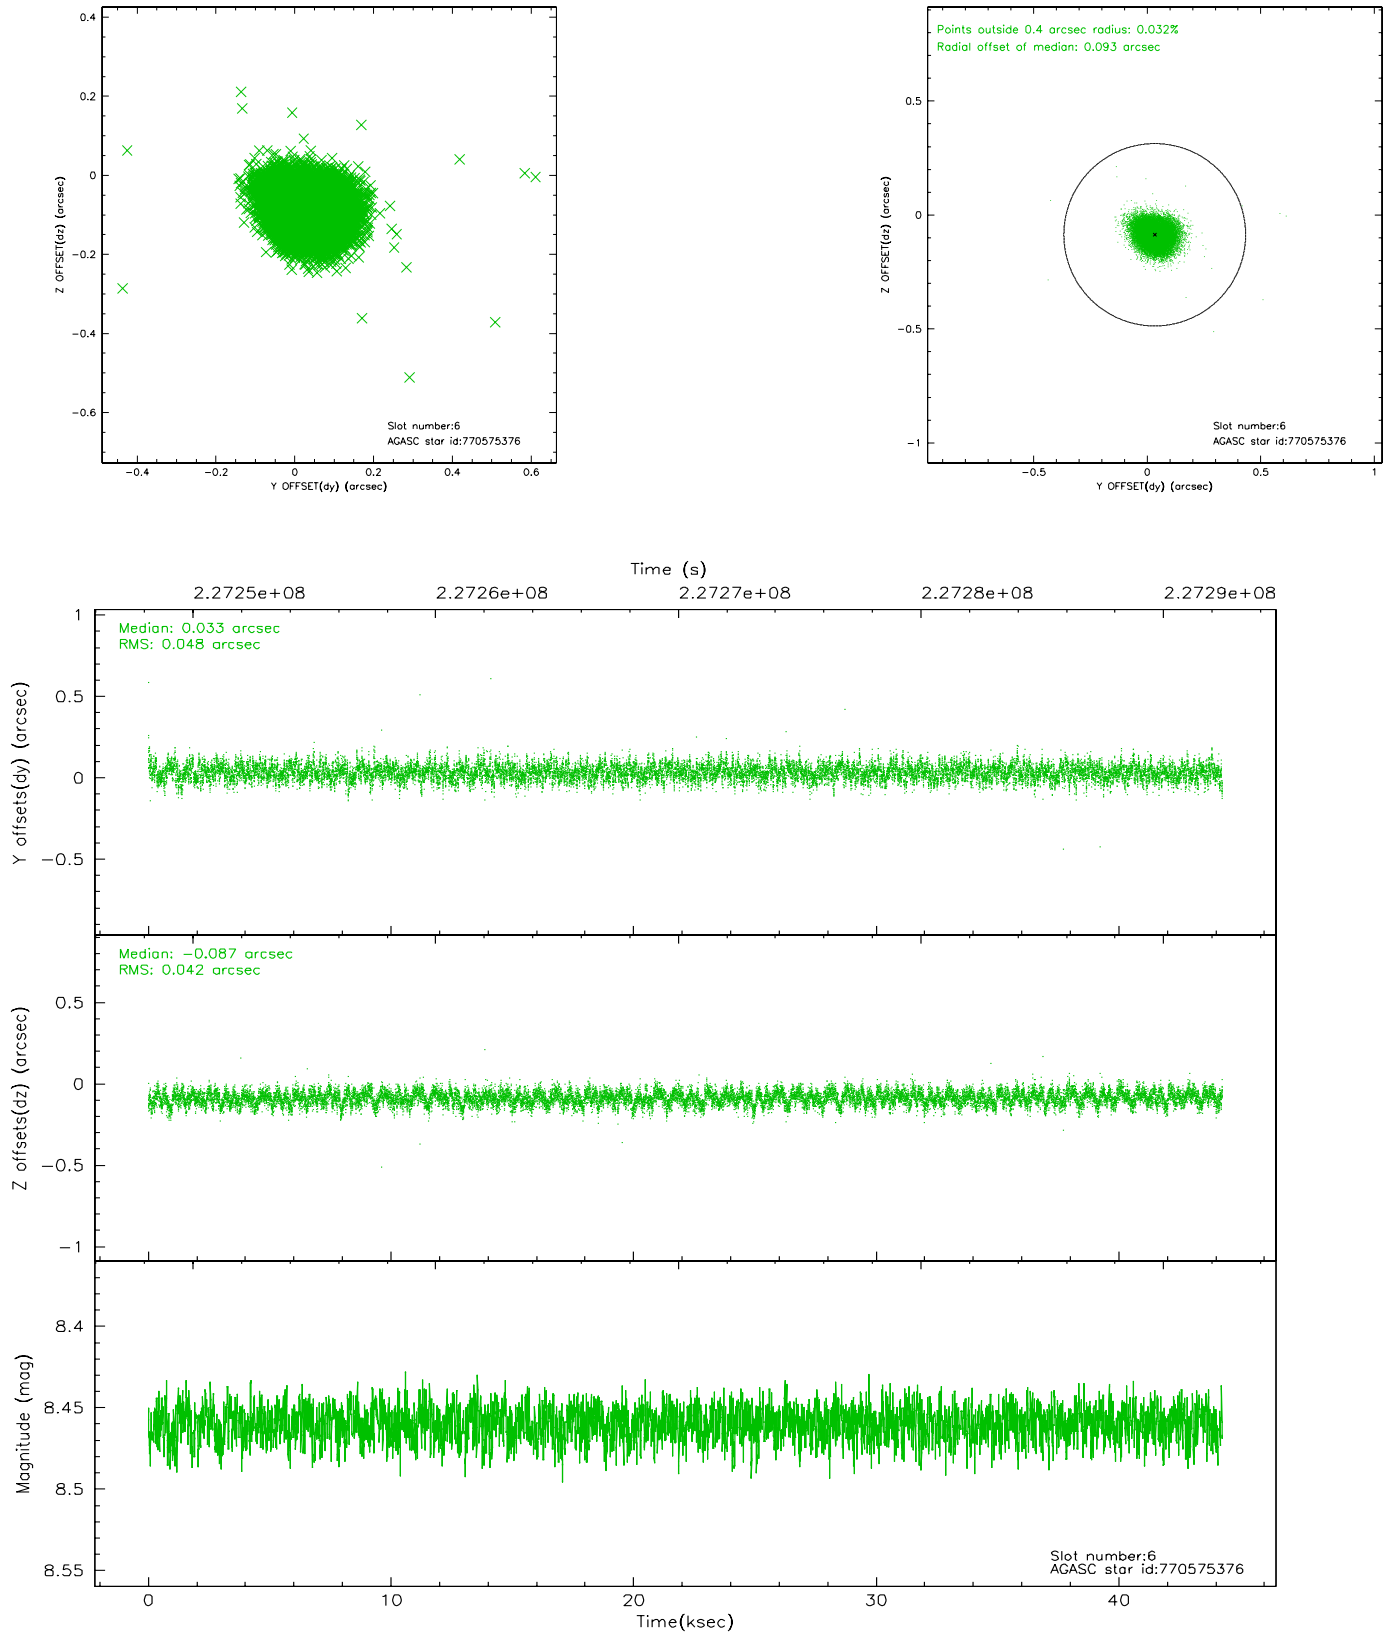 0.4
0.2
0
−0.2
−0.4
−0.6
Z OFFSET(dz) (arcsec)
Slot number:6
AGASC star id:770575376
−0.4 −0.2 0 0.2 0.4 0.6
Y OFFSET(dy) (arcsec)
Points outside 0.4 arcsec radius: 0.032%
Radial offset of median: 0.093 arcsec
0.5
0
−0.5
−1
Z OFFSET(dz) (arcsec)
Slot number:6
AGASC star id:770575376
−0.5 0 0.5 1
Y OFFSET(dy) (arcsec)
Time (s)
2.2725e+08 2.2726e+08 2.2727e+08 2.2728e+08 2.2729e+08
Median: 0.033 arcsec
RMS: 0.048 arcsec
1
0.5
0
−0.5
Y offsets(dy) (arcsec)
Median: −0.087 arcsec
RMS: 0.042 arcsec
0.5
0
−0.5
−1
Z offsets(dz) (arcsec)
8.4
8.45
8.5
8.55
Magnitude (mag)
Slot number:6
AGASC star id:770575376
0 10 20 30 40
Time(ksec)